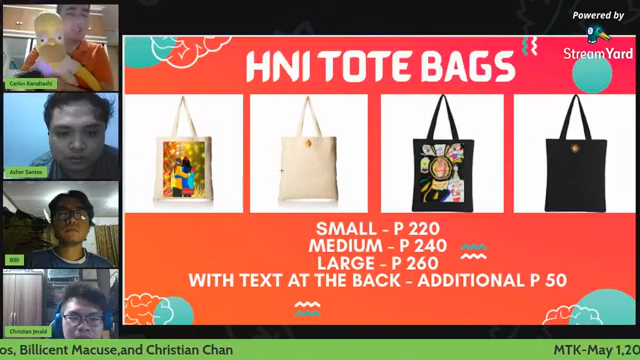 Powered by
StreamYard
HNI TOTE BAGS
SMALL - P 220
MEDIUM - P 240
LARGE - P 260
WITH TEXT AT THE BACK - ADDITIONAL P 50
Carlos Kanahashi
Asher Santos
Billi
Christian Jerald
os, Billicent Macuse,and Christian Chan
MTK-May 1,20